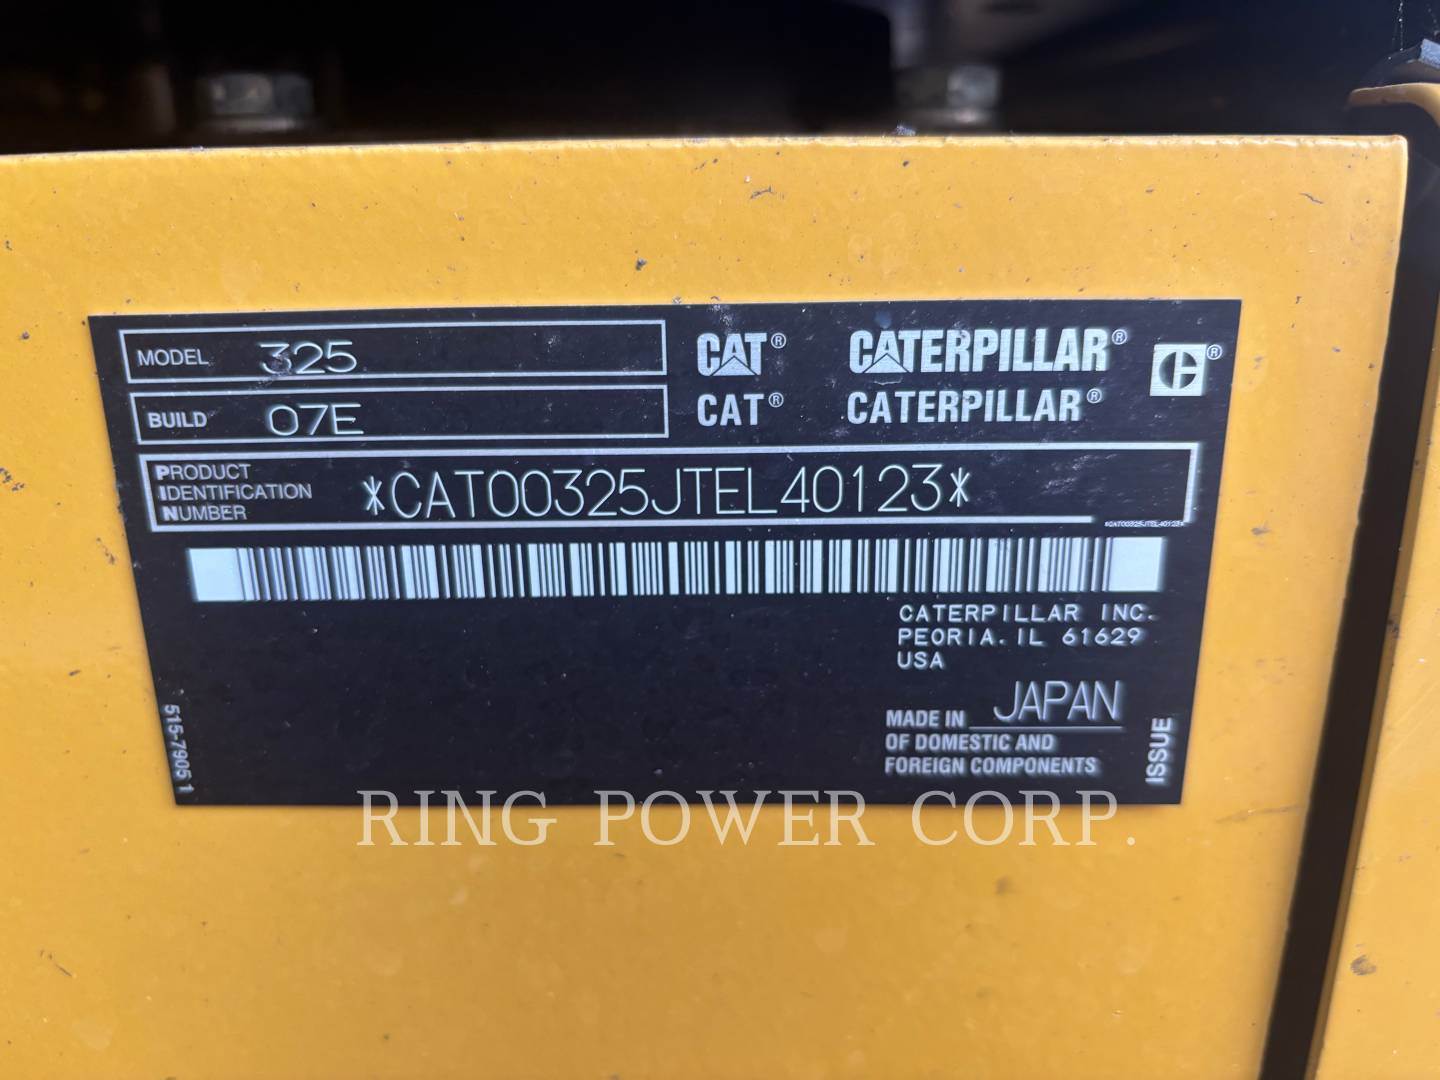 MODEL 325
BUILD 07E
CAT® CATERPILLAR®
CAT® CATERPILLAR®
C®
PRODUCT
IDENTIFICATION
NUMBER
*CAT00325JTEL40123*
*CAT00325JTEL40123*
CATERPILLAR INC.
PEORIA. IL 61629
USA
MADE IN JAPAN
OF DOMESTIC AND
FOREIGN COMPONENTS
ISSUE
515-7905 1
RING POWER CORP.